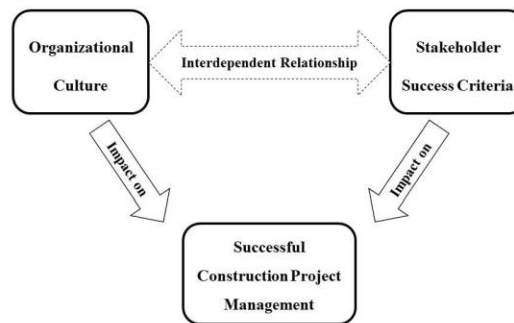 Organizational
Culture
Interdependent Relationship
Stakeholder
Success Criteria
Impact on
Impact on
Successful
Construction Project
Management